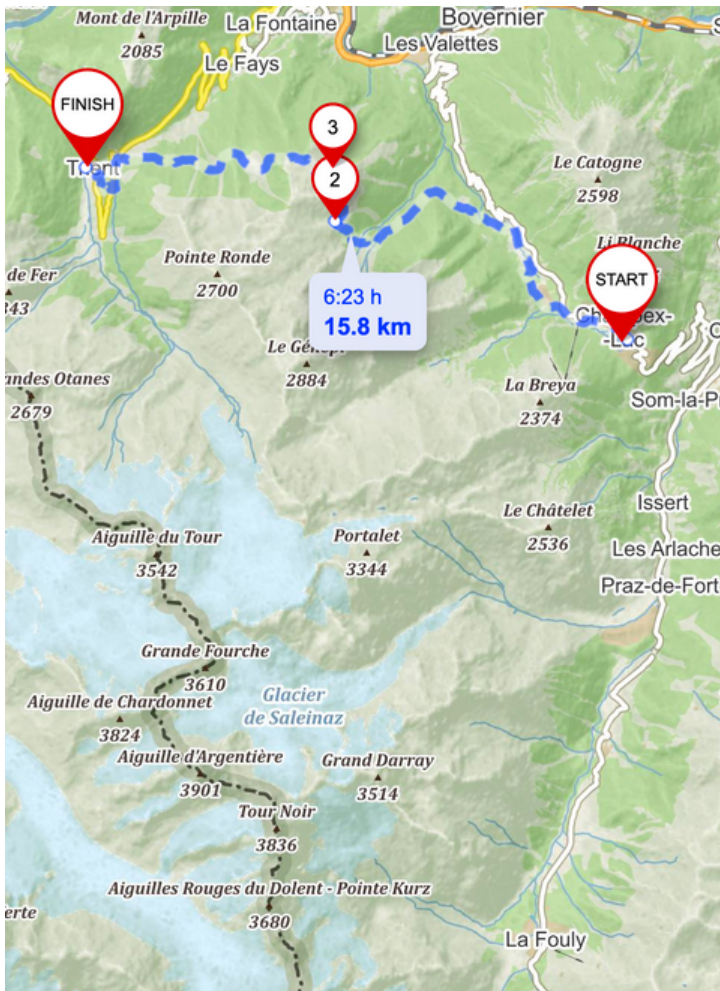 Mont de l'Arpille
2085
La Fontaine
Bovernier
Les Valettes
Le Fays
FINISH
3
2
Le Catogne
2598
Pointe Ronde
2700
START
6:23 h
15.8 km
Le Génépi
2884
La Breya
2374
2679
Som-la-Pr
Issert
Le Châtelet
2536
Aiguille du Tour
3542
Portalet
3344
Les Arlache
Praz-de-Fort
Grande Fourche
3610
Glacier
de Saleinaz
Aiguille de Chardonnet
3824
Aiguille d'Argentière
3901
Grand Darray
3514
Tour Noir
3836
Aiguilles Rouges du Dolent - Pointe Kurz
3680
La Fouly